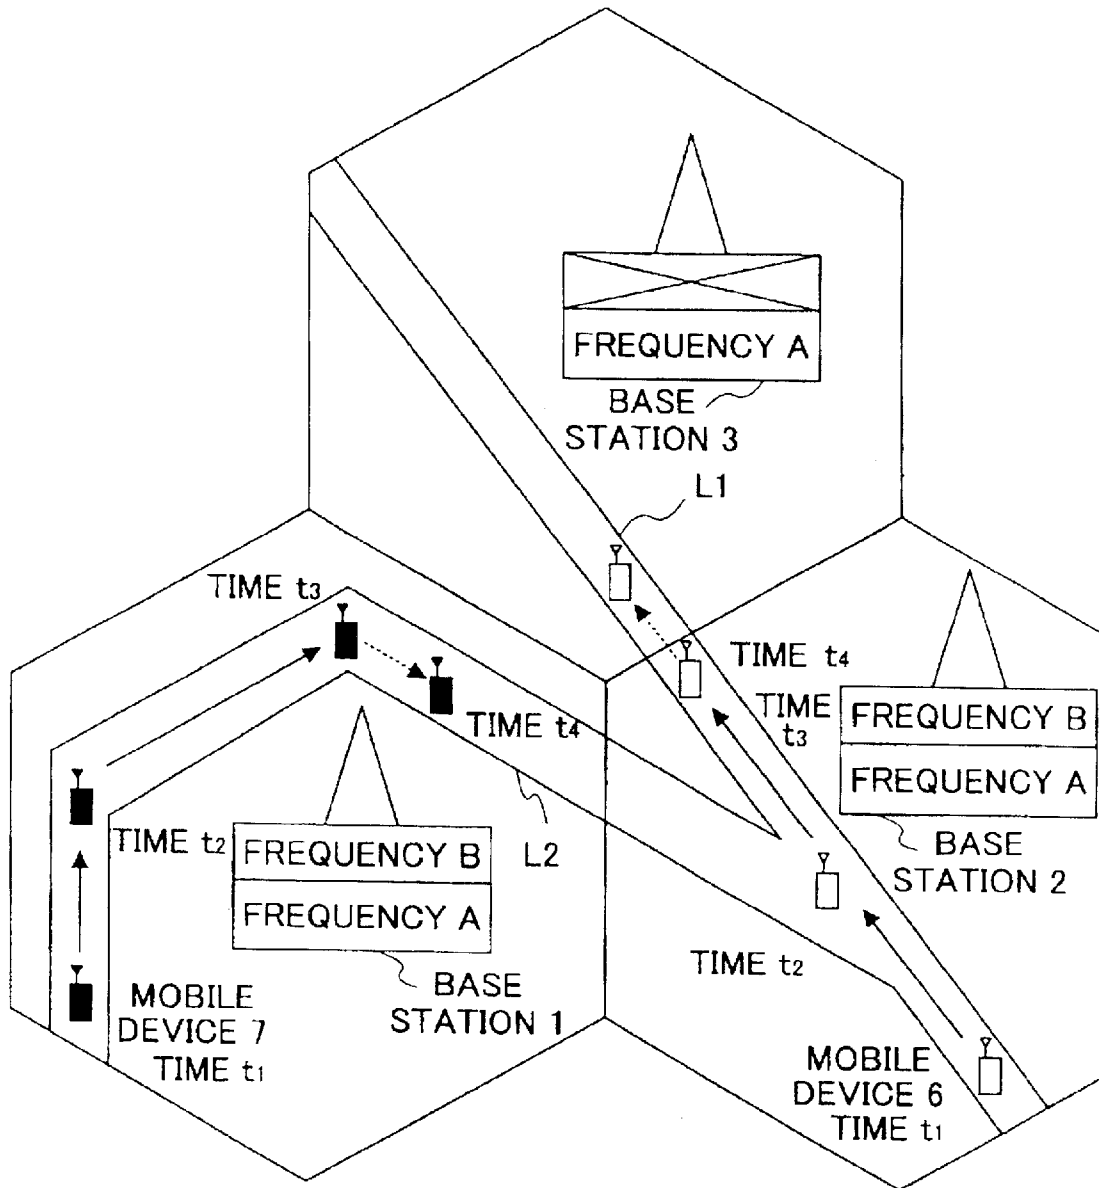 FREQUENCY A
BASE
STATION 3
L1
TIME t3
TIME t4
TIME
t3
FREQUENCY B
FREQUENCY A
BASE
STATION 2
TIME t4
TIME t2
L2
FREQUENCY B
FREQUENCY A
BASE
STATION 1
TIME t2
MOBILE
DEVICE 7
TIME t1
MOBILE
DEVICE 6
TIME t1